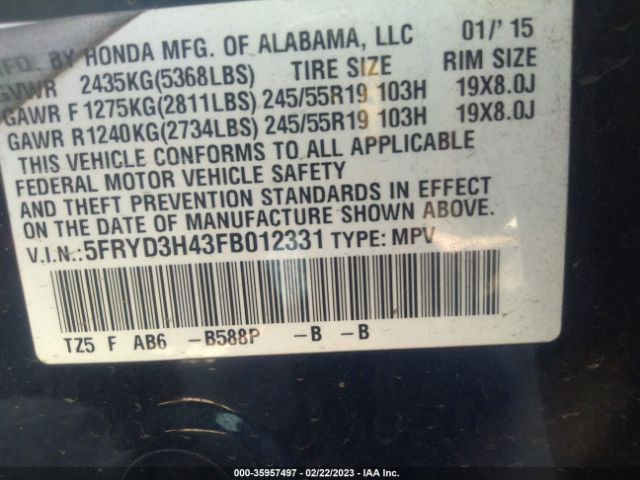 MFD. BY HONDA MFG. OF ALABAMA, LLC 01/' 15
GVWR 2435KG(5368LBS) TIRE SIZE RIM SIZE
GAWR F 1275KG(2811LBS) 245/55R19 103H 19X8.0J
GAWR R1240KG(2734LBS) 245/55R19 103H 19X8.0J
THIS VEHICLE CONFORMS TO ALL APPLICABLE
FEDERAL MOTOR VEHICLE SAFETY
AND THEFT PREVENTION STANDARDS IN EFFECT
ON THE DATE OF MANUFACTURE SHOWN ABOVE.
V.I.N.:5FRYD3H43FB012331 TYPE: MPV
TZ5 F AB6 -B588P -B -B
000-35957497 - 02/22/2023 - IAA Inc.